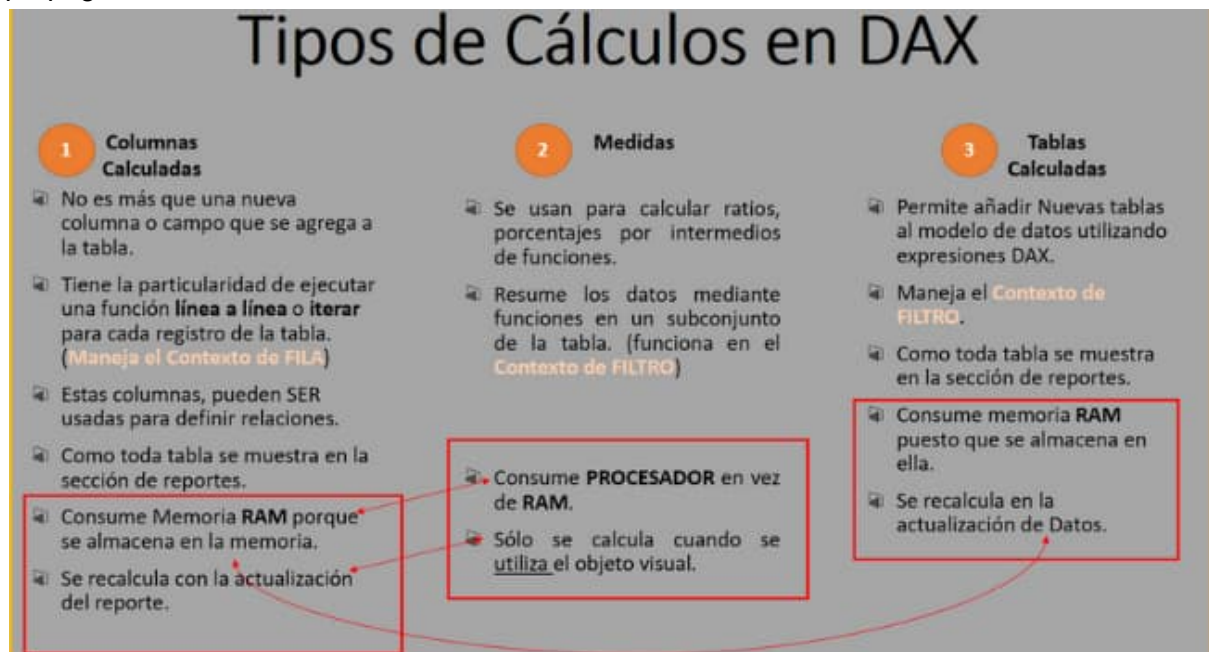 Tipos de Cálculos en DAX
1
Columnas
Calculadas
No es más que una nueva
columna o campo que se agrega a
la tabla.
Tiene la particularidad de ejecutar
una función línea a línea o iterar
para cada registro de la tabla.
(Maneja el Contexto de FILA)
Estas columnas, pueden SER
usadas para definir relaciones.
Como toda tabla se muestra en la
sección de reportes.
Consume Memoria RAM porque
se almacena en la memoria.
Se recalcula con la actualización
del reporte.
2
Medidas
Se usan para calcular ratios,
porcentajes por intermedios
de funciones.
Resume los datos mediante
funciones en un subconjunto
de la tabla. (funciona en el
Contexto de FILTRO)
Consume PROCESADOR en vez
de RAM.
Sólo se calcula cuando se
utiliza el objeto visual.
3
Tablas
Calculadas
Permite añadir Nuevas tablas
al modelo de datos utilizando
expresiones DAX.
Maneja el Contexto de
FILTRO.
Como toda tabla se muestra
en la sección de reportes.
Consume memoria RAM
puesto que se almacena en
ella.
Se recalcula en la
actualización de Datos.